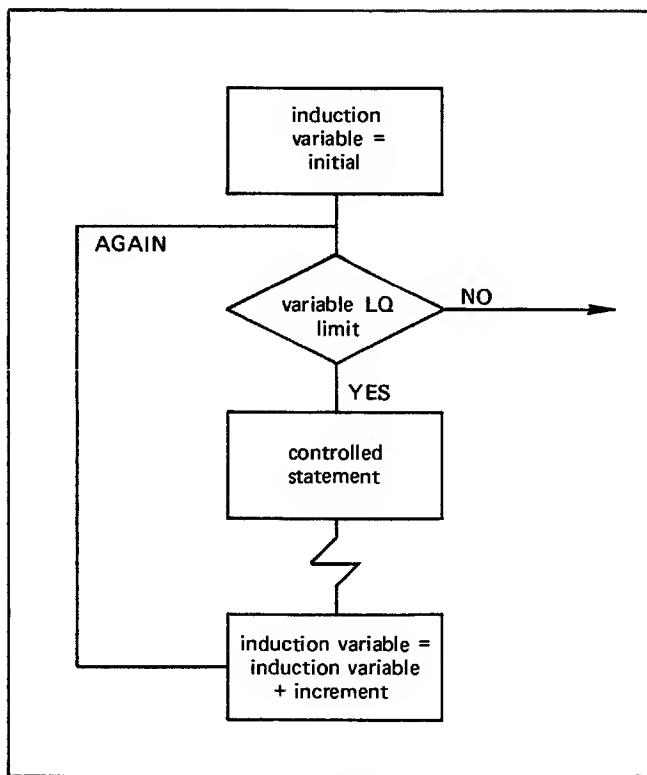 induction
variable =
initial
AGAIN
variable LQ
limit
NO
YES
controlled
statement
induction variable =
induction variable
+ increment